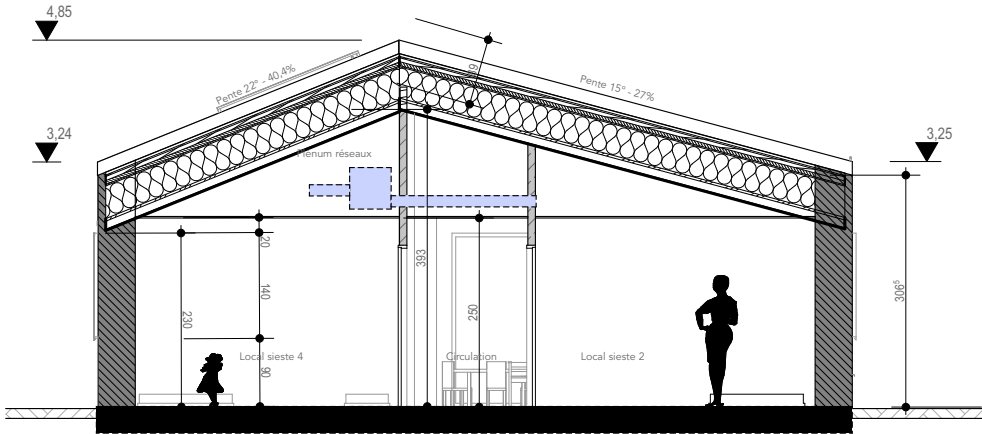 4,85
Pente 22° - 40,4%
Pente 15° - 27%
3,24
3,25
Plenum réseaux
20
393
140
250
230
306⁵
Local sieste 4
Circulation
Local sieste 2
90